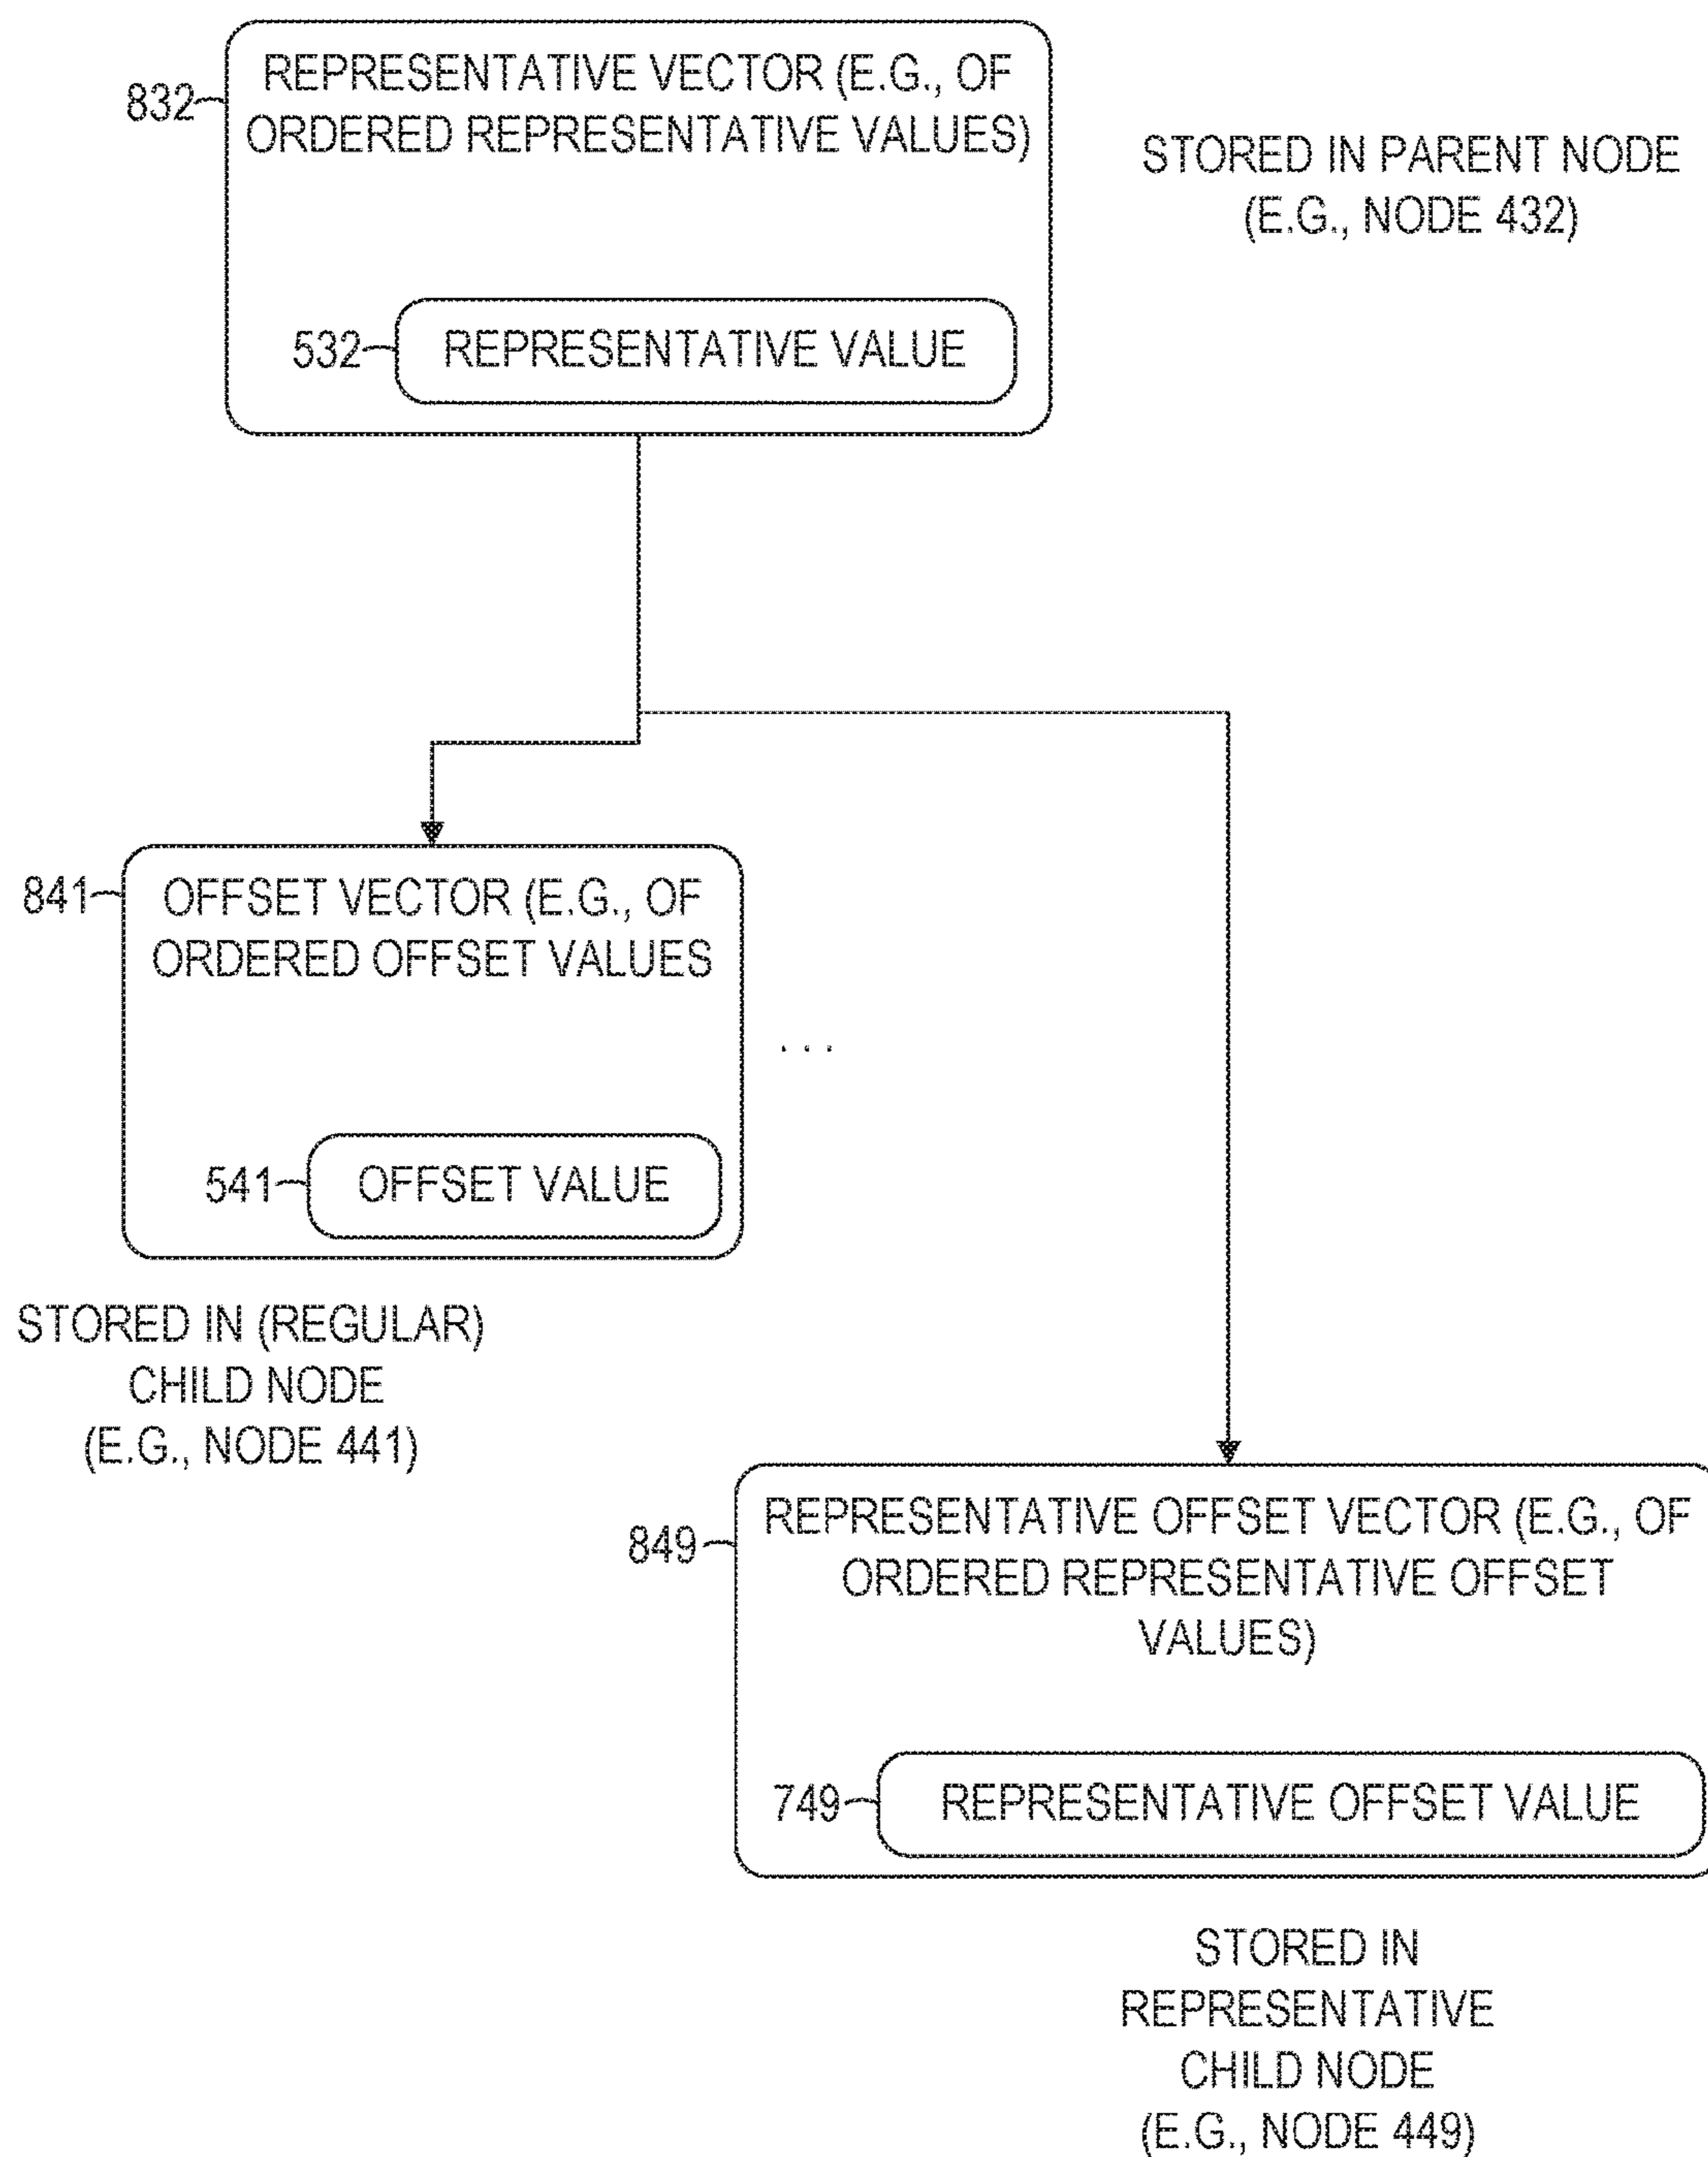 832
REPRESENTATIVE VECTOR (E.G., OF
ORDERED REPRESENTATIVE VALUES)
STORED IN PARENT NODE
(E.G., NODE 432)
532
REPRESENTATIVE VALUE
841
OFFSET VECTOR (E.G., OF
ORDERED OFFSET VALUES
. . .
541
OFFSET VALUE
STORED IN (REGULAR)
CHILD NODE
(E.G., NODE 441)
849
REPRESENTATIVE OFFSET VECTOR (E.G., OF
ORDERED REPRESENTATIVE OFFSET
VALUES)
749
REPRESENTATIVE OFFSET VALUE
STORED IN
REPRESENTATIVE
CHILD NODE
(E.G., NODE 449)